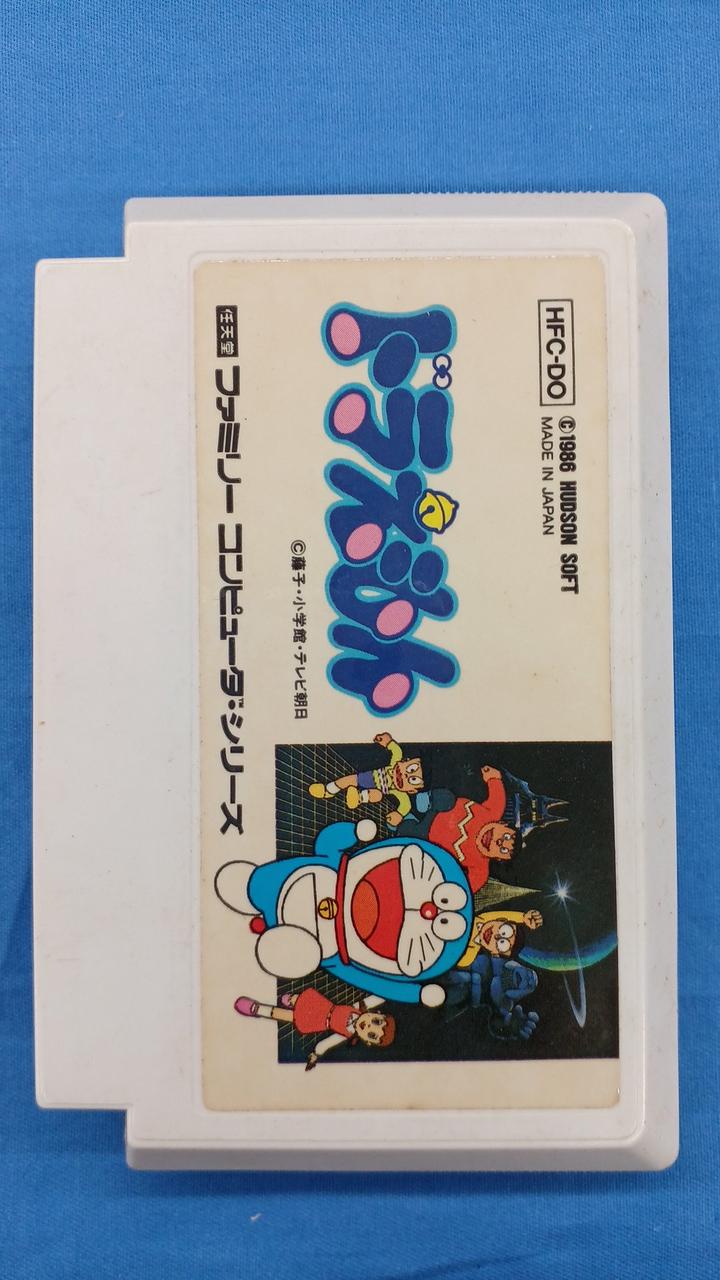 HFC-DO
©1986 HUDSON SOFT
MADE IN JAPAN
ドラえもん
©藤子・小学館・テレビ朝日
任天堂 ファミリー コンピュータ・シリーズ